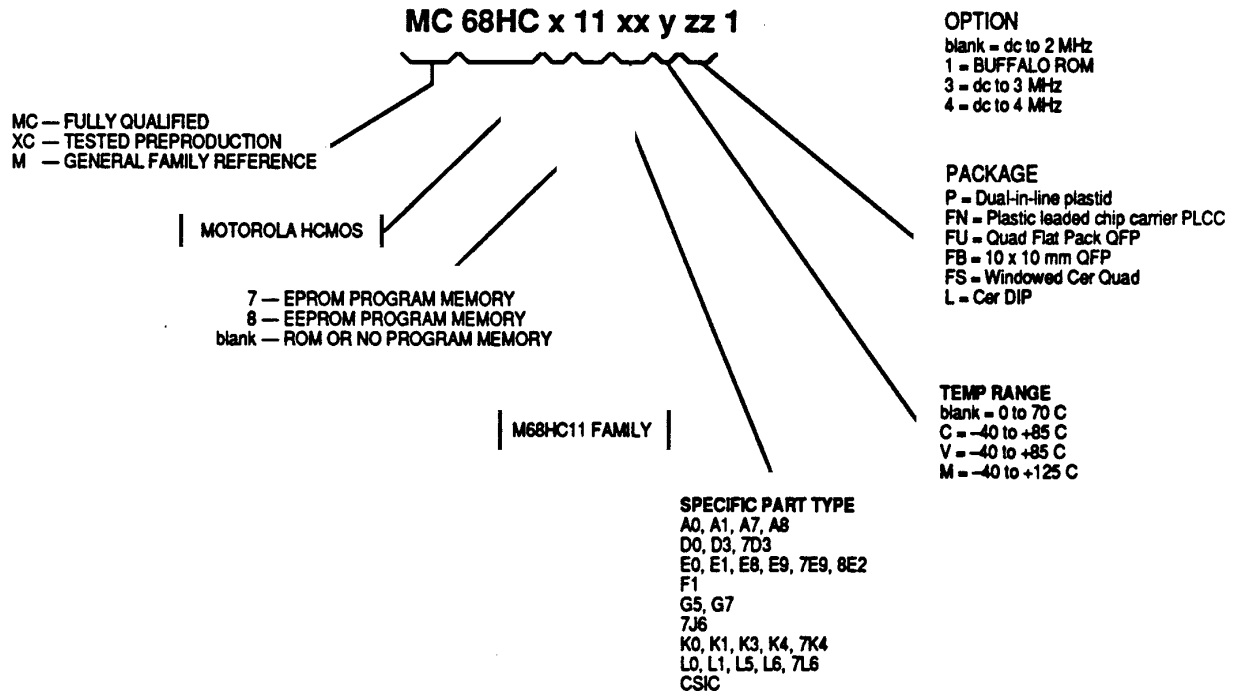 MC 68HC x 11 xx y zz 1
MC — FULLY QUALIFIED
XC — TESTED PREPRODUCTION
M — GENERAL FAMILY REFERENCE
MOTOROLA HCMOS
7 — EPROM PROGRAM MEMORY
8 — EEPROM PROGRAM MEMORY
blank — ROM OR NO PROGRAM MEMORY
M68HC11 FAMILY
SPECIFIC PART TYPE
A0, A1, A7, A8
D0, D3, 7D3
E0, E1, E8, E9, 7E9, 8E2
F1
G5, G7
7J6
K0, K1, K3, K4, 7K4
L0, L1, L5, L6, 7L6
CSIC
OPTION
blank = dc to 2 MHz
1 = BUFFALO ROM
3 = dc to 3 MHz
4 = dc to 4 MHz
PACKAGE
P = Dual-in-line plastid
FN = Plastic leaded chip carrier PLCC
FU = Quad Flat Pack QFP
FB = 10 x 10 mm QFP
FS = Windowed Cer Quad
L = Cer DIP
TEMP RANGE
blank = 0 to 70 C
C = –40 to +85 C
V = –40 to +85 C
M = –40 to +125 C